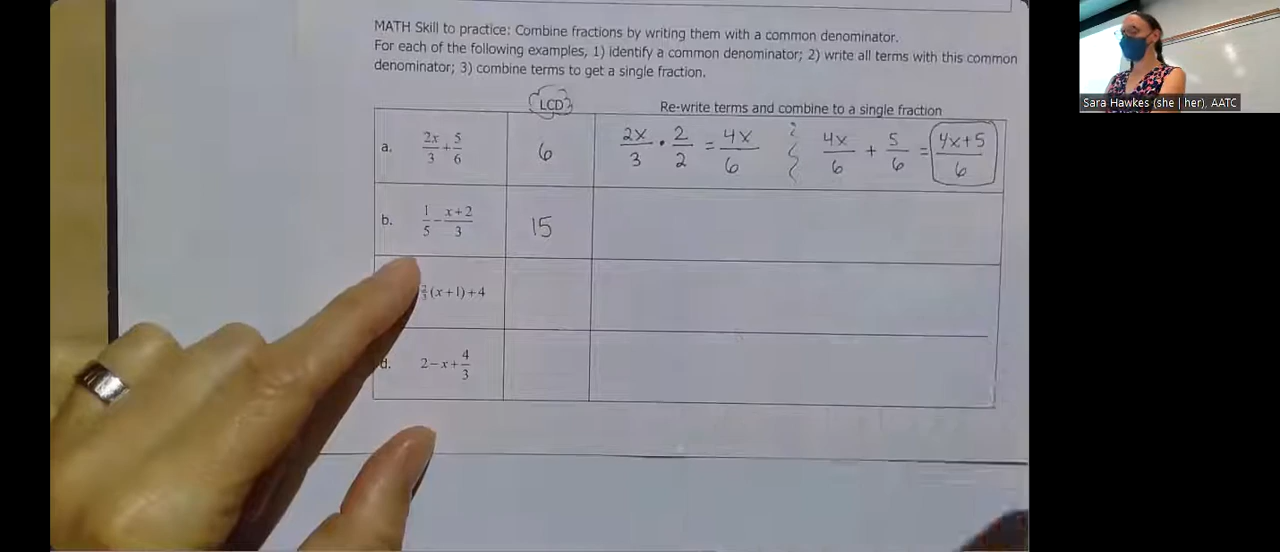 MATH Skill to practice: Combine fractions by writing them with a common denominator.
For each of the following examples, 1) identify a common denominator; 2) write all terms with this common
denominator; 3) combine terms to get a single fraction.
LCD Re-write terms and combine to a single fraction
a. 2x/3 + 5/6 6 2x/3 · 2/2 = 4x/6 4x/6 + 5/6 = 4x+5/6
b. 1/5 − x+2/3 15
(x+1)+4
d. 2−x+4/3
Sara Hawkes (she | her), AATC